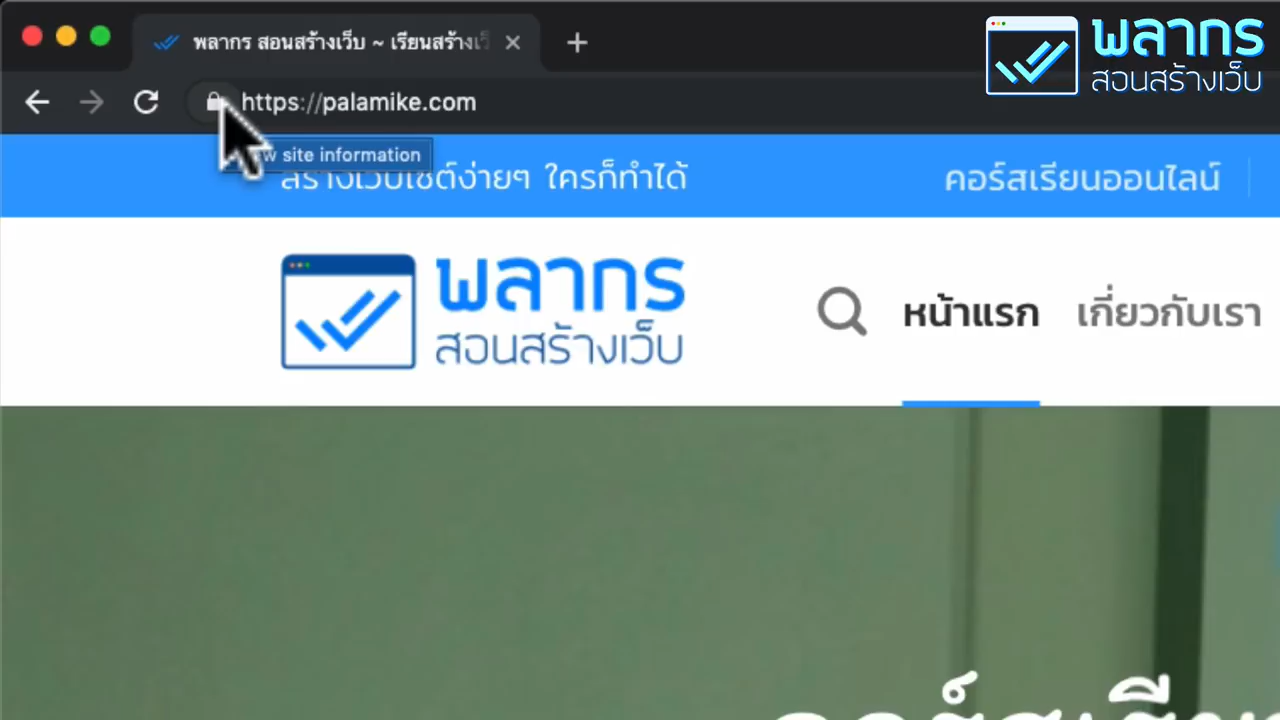 พลากร สอนสร้างเว็บ ~ เรียนสร้างเว็
พลากร
สอนสร้างเว็บ
https://palamike.com
site information
สร้างเว็บไซต์ง่ายๆ ใครก็ทำได้
คอร์สเรียนออนไลน์
พลากร
สอนสร้างเว็บ
หน้าแรก
เกี่ยวกับเรา